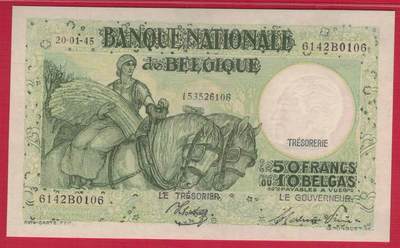 BANQUE NATIONALE
20-01-45
6142B0106
de BELGIQUE
153526106
TRÉSORERIE
50 FRANCS
OU 10 BELGAS
PAYABLES A VUE
6142B0106
LE TRÉSORIER
LE GOUVERNEUR